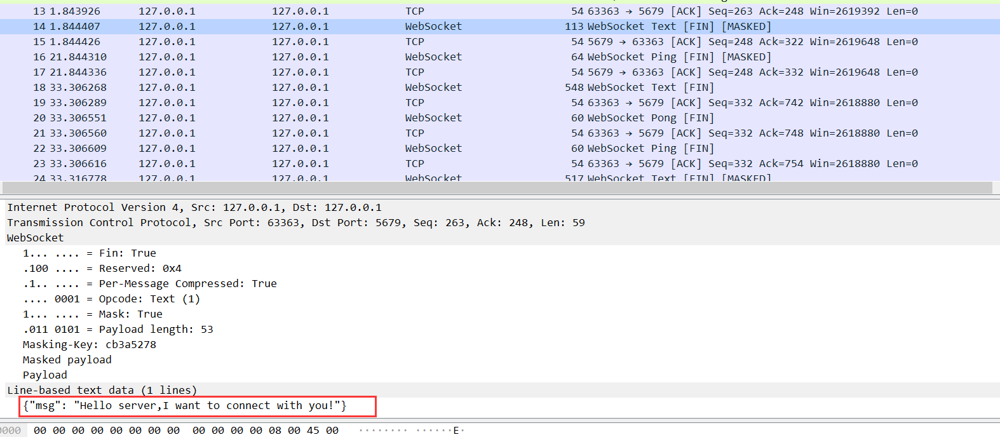 13 1.843926 127.0.0.1 127.0.0.1 TCP 54 63363 → 5679 [ACK] Seq=263 Ack=248 Win=2619392 Len=0
14 1.844407 127.0.0.1 127.0.0.1 WebSocket 113 WebSocket Text [FIN] [MASKED]
15 1.844426 127.0.0.1 127.0.0.1 TCP 54 5679 → 63363 [ACK] Seq=248 Ack=322 Win=2619648 Len=0
16 21.844310 127.0.0.1 127.0.0.1 WebSocket 64 WebSocket Ping [FIN] [MASKED]
17 21.844336 127.0.0.1 127.0.0.1 TCP 54 5679 → 63363 [ACK] Seq=248 Ack=332 Win=2619648 Len=0
18 33.306268 127.0.0.1 127.0.0.1 WebSocket 548 WebSocket Text [FIN]
19 33.306289 127.0.0.1 127.0.0.1 TCP 54 63363 → 5679 [ACK] Seq=332 Ack=742 Win=2618880 Len=0
20 33.306551 127.0.0.1 127.0.0.1 WebSocket 60 WebSocket Pong [FIN]
21 33.306560 127.0.0.1 127.0.0.1 TCP 54 63363 → 5679 [ACK] Seq=332 Ack=748 Win=2618880 Len=0
22 33.306609 127.0.0.1 127.0.0.1 WebSocket 60 WebSocket Ping [FIN]
23 33.306616 127.0.0.1 127.0.0.1 TCP 54 63363 → 5679 [ACK] Seq=332 Ack=754 Win=2618880 Len=0
24 33.316778 127.0.0.1 127.0.0.1 WebSocket 517 WebSocket Text [FIN] [MASKED]
Internet Protocol Version 4, Src: 127.0.0.1, Dst: 127.0.0.1
Transmission Control Protocol, Src Port: 63363, Dst Port: 5679, Seq: 263, Ack: 248, Len: 59
WebSocket
1... .... = Fin: True
.100 .... = Reserved: 0x4
.1.. .... = Per-Message Compressed: True
.... 0001 = Opcode: Text (1)
1... .... = Mask: True
.011 0101 = Payload length: 53
Masking-Key: cb3a5278
Masked payload
Payload
Line-based text data (1 lines)
{"msg": "Hello server,I want to connect with you!"}
0000 00 00 00 00 00 00 00 00 00 00 00 00 08 00 45 00 ········ ······E·